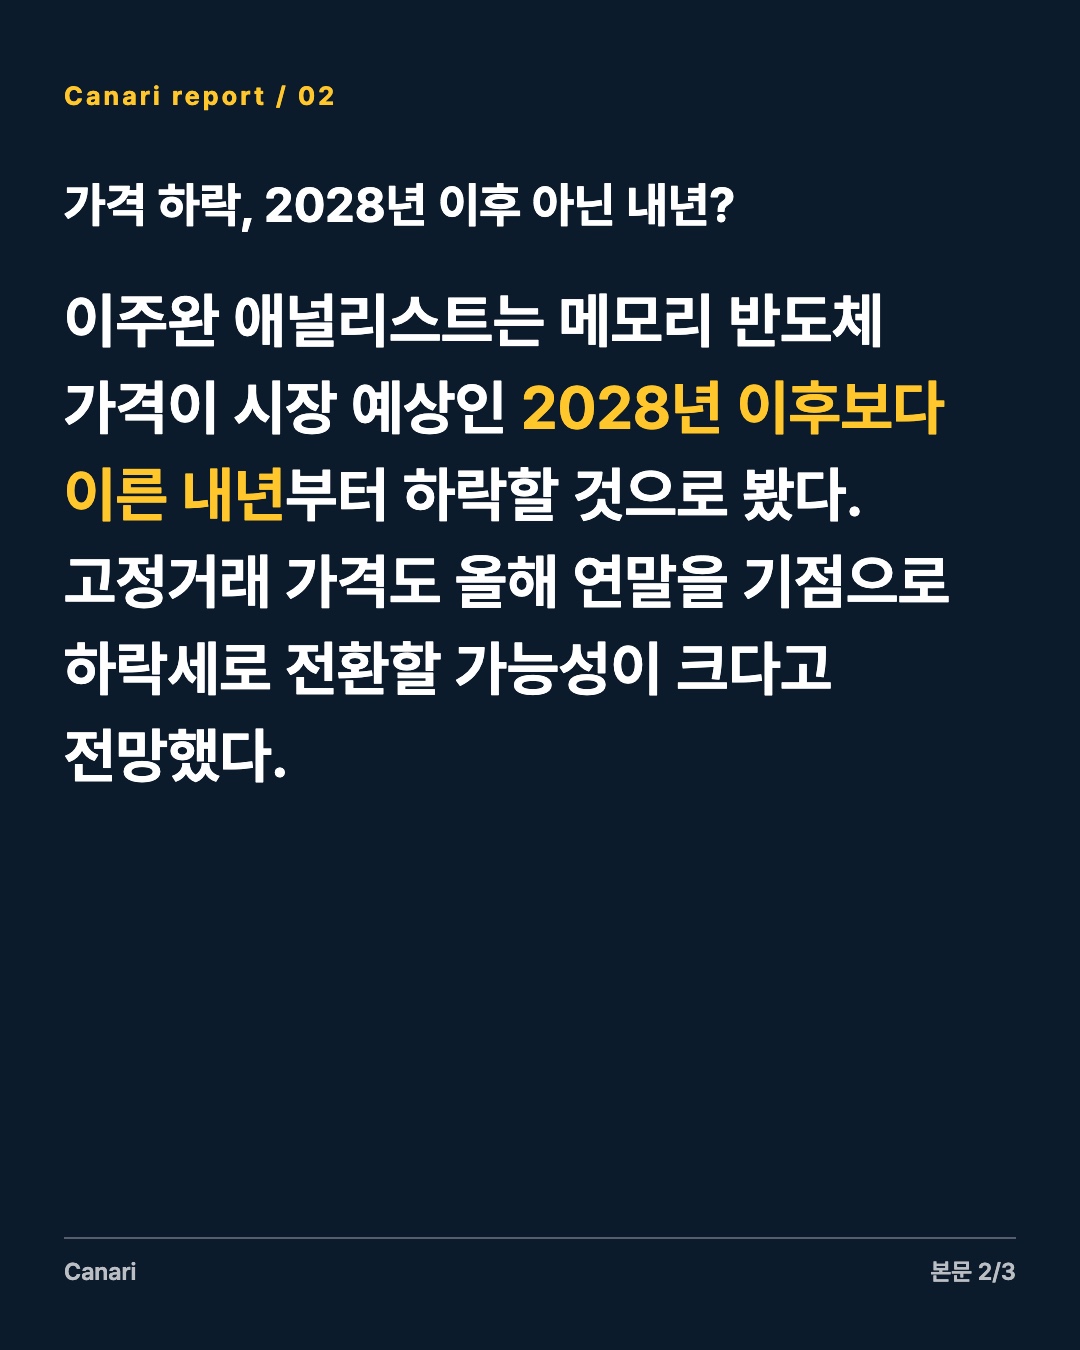 Canari report / 02
가격 하락, 2028년 이후 아닌 내년?
이주완 애널리스트는 메모리 반도체
가격이 시장 예상인 2028년 이후보다
이른 내년부터 하락할 것으로 봤다.
고정거래 가격도 올해 연말을 기점으로
하락세로 전환할 가능성이 크다고
전망했다.
Canari
본문 2/3